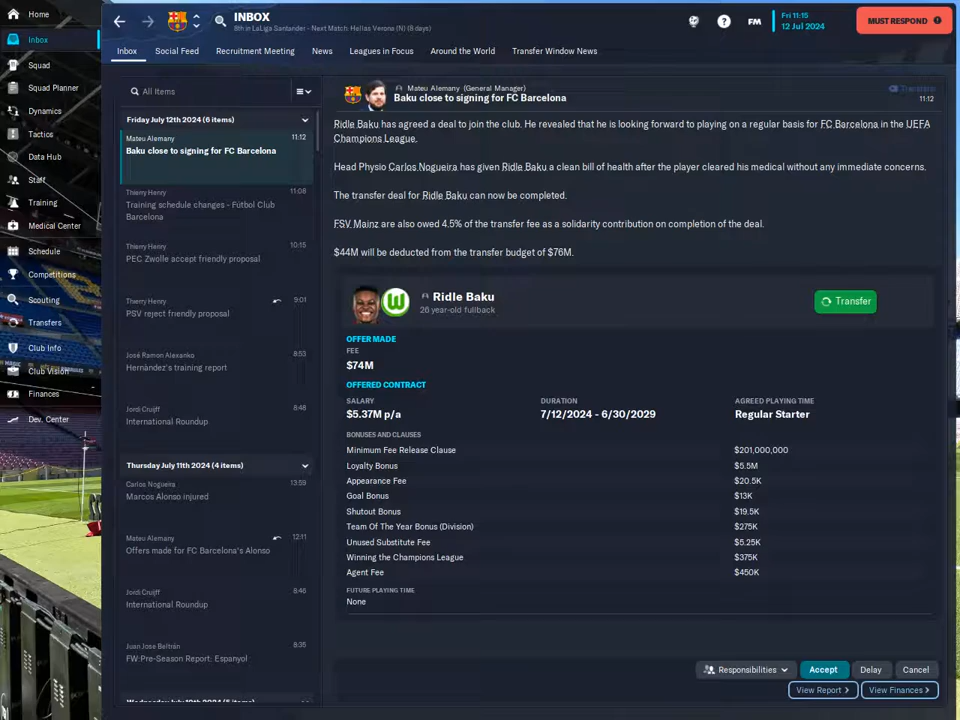 Home
INBOX
8th in LaLiga Santander - Next Match: Hellas Verona (N) (8 days)
FM
Fri 11:15
12 Jul 2024
MUST RESPOND
Inbox
Squad
Squad Planner
Dynamics
Tactics
Data Hub
Staff
Training
Medical Center
Schedule
Competitions
Scouting
Transfers
Club Info
Club Vision
Finances
Dev. Center
Inbox
Social Feed
Recruitment Meeting
News
Leagues in Focus
Around the World
Transfer Window News
All Items
Friday July 12th 2024 (6 items)
Mateu Alemany
11:12
Baku close to signing for FC Barcelona
Thierry Henry
11:08
Training schedule changes - Fútbol Club
Barcelona
Thierry Henry
10:15
PEC Zwolle accept friendly proposal
Thierry Henry
9:01
PSV reject friendly proposal
José Ramon Alexanko
8:53
Hernández's training report
Jordi Cruijff
8:48
International Roundup
Thursday July 11th 2024 (4 items)
Carlos Nogueira
13:59
Marcos Alonso injured
Mateu Alemany
12:11
Offers made for FC Barcelona's Alonso
Jordi Cruijff
8:40
International Roundup
Juan Jose Beltrán
8:35
FW:Pre-Season Report: Espanyol
Mateu Alemany (General Manager)
Baku close to signing for FC Barcelona
Translate
11:12
Ridle Baku has agreed a deal to join the club. He revealed that he is looking forward to playing on a regular basis for FC Barcelona in the UEFA
Champions League.
Head Physio Carlos Nogueira has given Ridle Baku a clean bill of health after the player cleared his medical without any immediate concerns.
The transfer deal for Ridle Baku can now be completed.
FSV Mainz are also owed 4.5% of the transfer fee as a solidarity contribution on completion of the deal.
$44M will be deducted from the transfer budget of $76M.
Ridle Baku
26 year-old fullback
Transfer
OFFER MADE
FEE
$74M
OFFERED CONTRACT
SALARY
DURATION
AGREED PLAYING TIME
$5.37M p/a
7/12/2024 - 6/30/2029
Regular Starter
BONUSES AND CLAUSES
Minimum Fee Release Clause
$201,000,000
Loyalty Bonus
$5.5M
Appearance Fee
$20.5K
Goal Bonus
$13K
Shutout Bonus
$19.5K
Team Of The Year Bonus (Division)
$275K
Unused Substitute Fee
$5.25K
Winning the Champions League
$375K
Agent Fee
$450K
FUTURE PLAYING TIME
None
Responsibilities
Accept
Delay
Cancel
View Report
View Finances